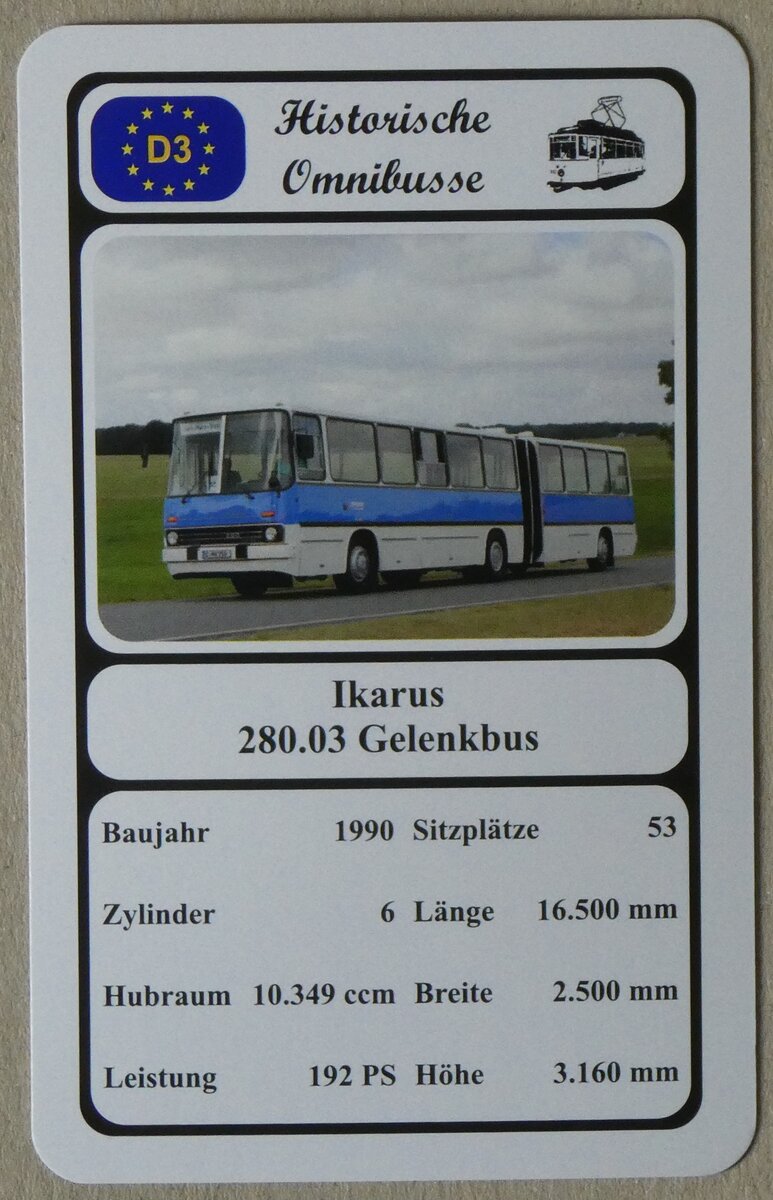 D3
Historische
Omnibusse
Ikarus
280.03 Gelenkbus
Baujahr 1990 Sitzplätze 53
Zylinder 6 Länge 16.500 mm
Hubraum 10.349 ccm Breite 2.500 mm
Leistung 192 PS Höhe 3.160 mm